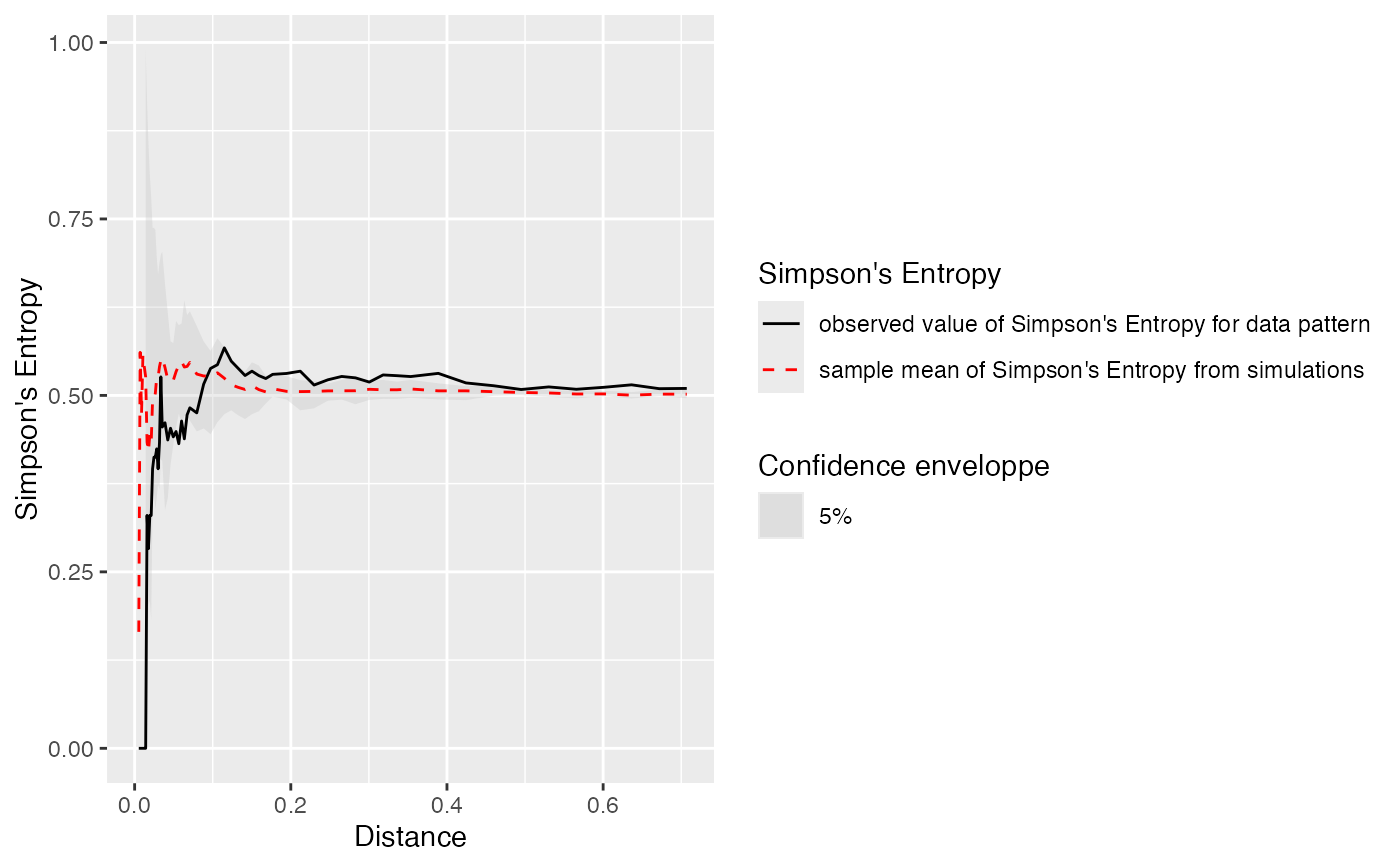 1.00
0.75
0.50
0.25
0.00
Simpson's Entropy
0.0
0.2
0.4
0.6
Distance
Simpson's Entropy
observed value of Simpson's Entropy for data pattern
sample mean of Simpson's Entropy from simulations
Confidence enveloppe
5%